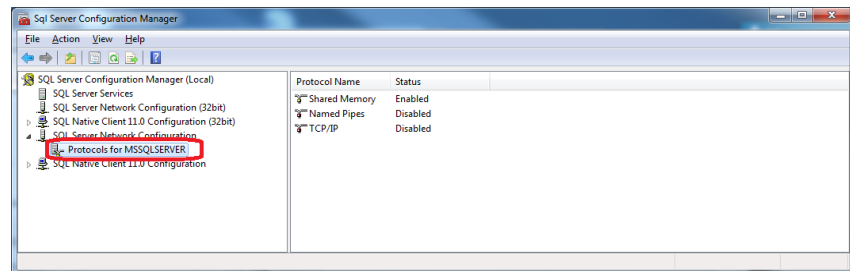 Sql Server Configuration Manager
File Action View Help
SQL Server Configuration Manager (Local)
SQL Server Services
SQL Server Network Configuration (32bit)
SQL Native Client 11.0 Configuration (32bit)
SQL Server Network Configuration
Protocols for MSSQLSERVER
SQL Native Client 11.0 Configuration
Protocol Name Status
Shared Memory Enabled
Named Pipes Disabled
TCP/IP Disabled